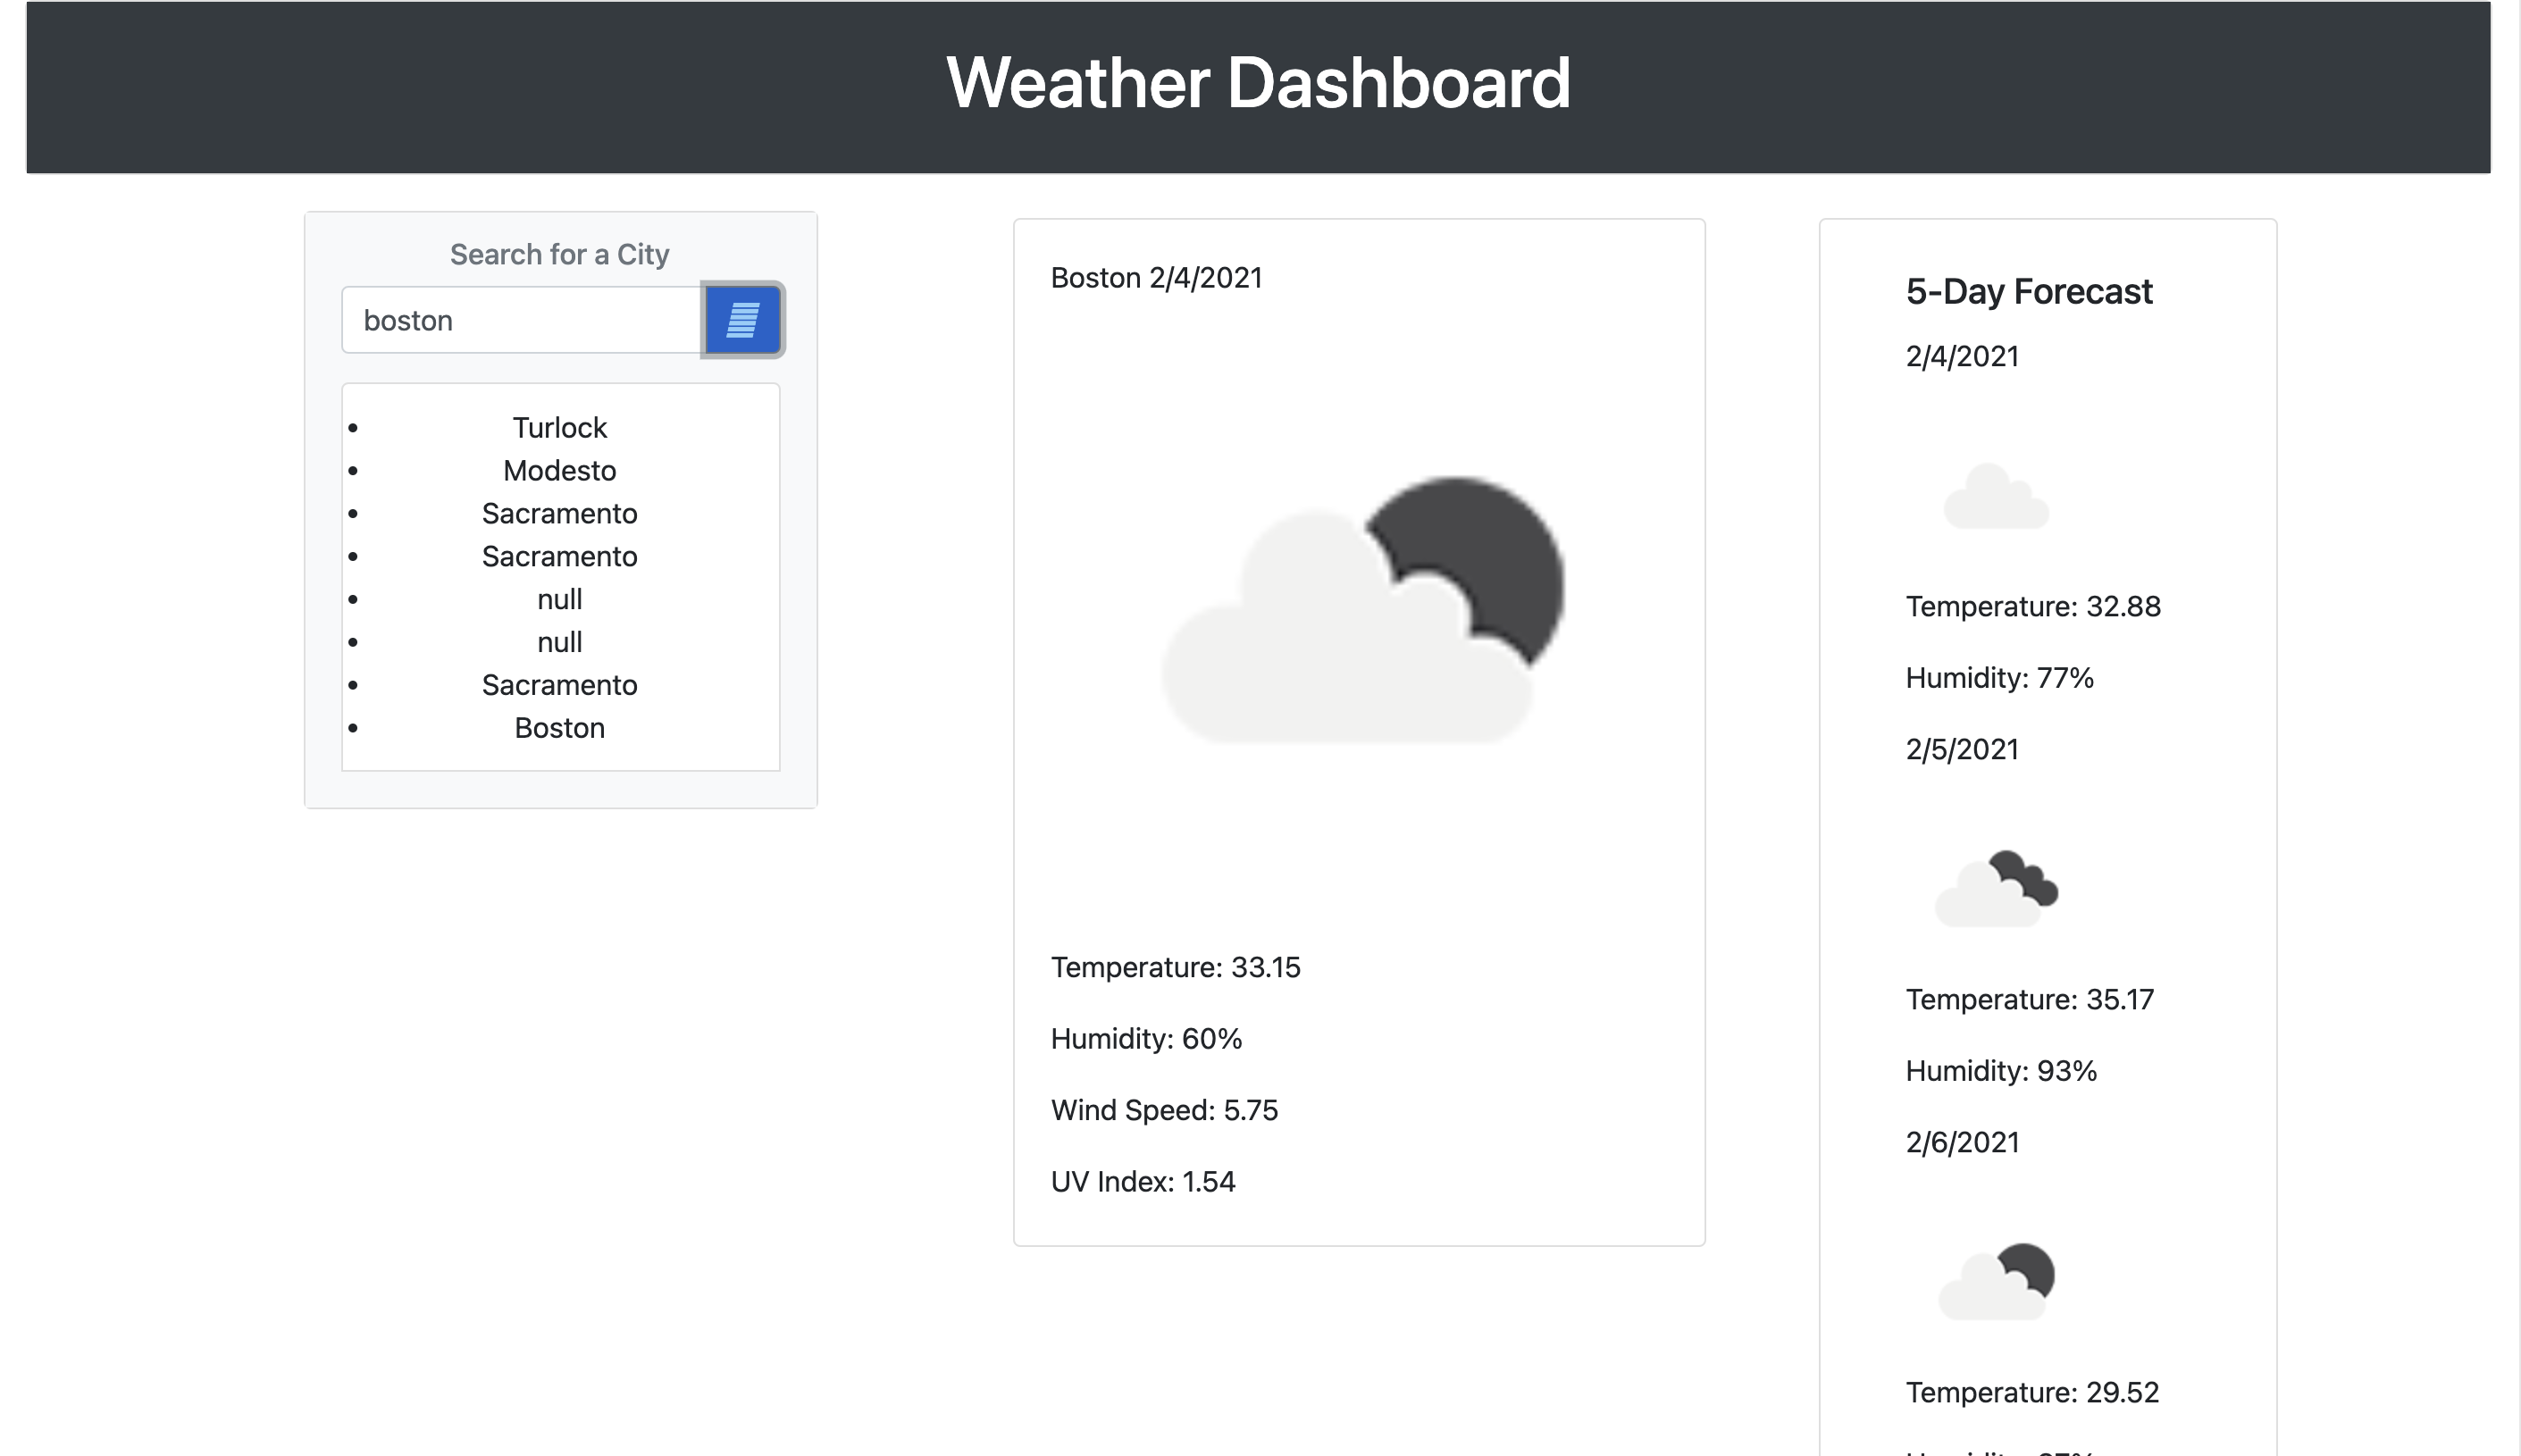 Weather Dashboard
Search for a City
boston
Turlock
Modesto
Sacramento
Sacramento
null
null
Sacramento
Boston
Boston 2/4/2021
Temperature: 33.15
Humidity: 60%
Wind Speed: 5.75
UV Index: 1.54
5-Day Forecast
2/4/2021
Temperature: 32.88
Humidity: 77%
2/5/2021
Temperature: 35.17
Humidity: 93%
2/6/2021
Temperature: 29.52